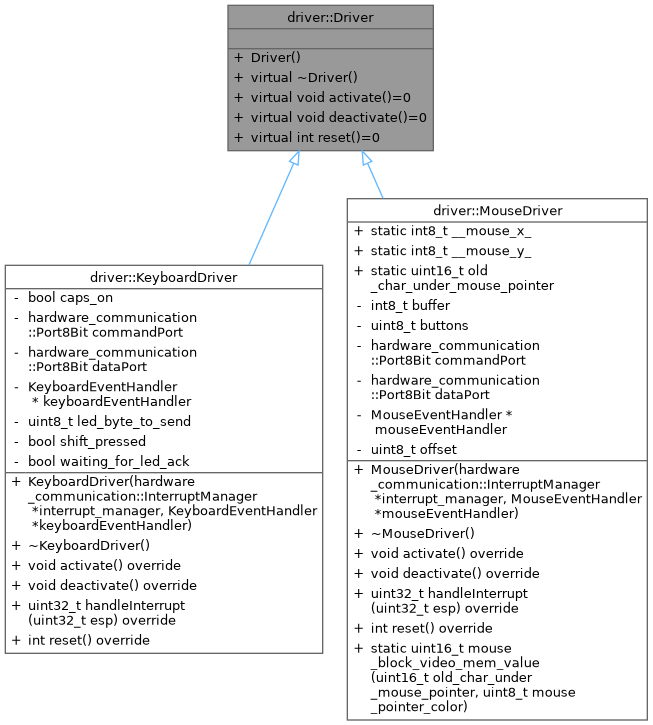 driver::Driver
+ Driver()
+ virtual ~Driver()
+ virtual void activate()=0
+ virtual void deactivate()=0
+ virtual int reset()=0
driver::KeyboardDriver
- bool caps_on
- hardware_communication
::Port8Bit commandPort
- hardware_communication
::Port8Bit dataPort
- KeyboardEventHandler
* keyboardEventHandler
- uint8_t led_byte_to_send
- bool shift_pressed
- bool waiting_for_led_ack
+ KeyboardDriver(hardware
_communication::InterruptManager
*interrupt_manager, KeyboardEventHandler
*keyboardEventHandler)
+ ~KeyboardDriver()
+ void activate() override
+ void deactivate() override
+ uint32_t handleInterrupt
(uint32_t esp) override
+ int reset() override
driver::MouseDriver
+ static int8_t __mouse_x_
+ static int8_t __mouse_y_
+ static uint16_t old
_char_under_mouse_pointer
- int8_t buffer
- uint8_t buttons
- hardware_communication
::Port8Bit commandPort
- hardware_communication
::Port8Bit dataPort
- MouseEventHandler *
mouseEventHandler
- uint8_t offset
+ MouseDriver(hardware
_communication::InterruptManager
*interrupt_manager, MouseEventHandler
*mouseEventHandler)
+ ~MouseDriver()
+ void activate() override
+ void deactivate() override
+ uint32_t handleInterrupt
(uint32_t esp) override
+ int reset() override
+ static uint16_t mouse
_block_video_mem_value
(uint16_t old_char_under
_mouse_pointer, uint8_t mouse
_pointer_color)